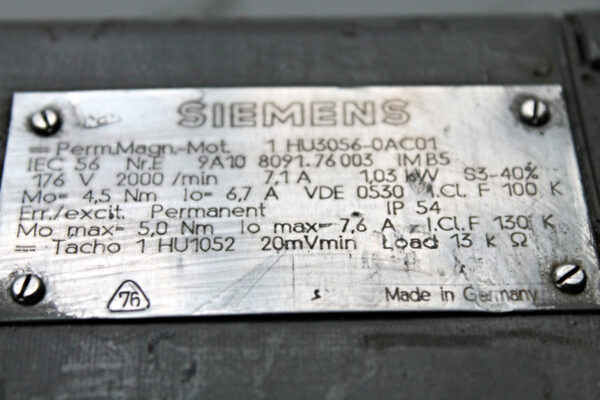 SIEMENS
⎓ Perm.Magn.-Mot. 1 HU3056-0AC01
IEC 56 Nr.E 9A10 8091.76 003 IM B5
176 V 2000 /min 7,1 A 1,03 kW S3-40%
Mo= 4,5 Nm Io= 6,7 A VDE 0530 I.Cl. F 100 K
Err./excit. Permanent IP 54
Mo max= 5,0 Nm Io max= 7,6 A I.Cl.F 130 K
⎓ Tacho 1 HU1052 20mVmin Load 13 k Ω
76 Made in Germany